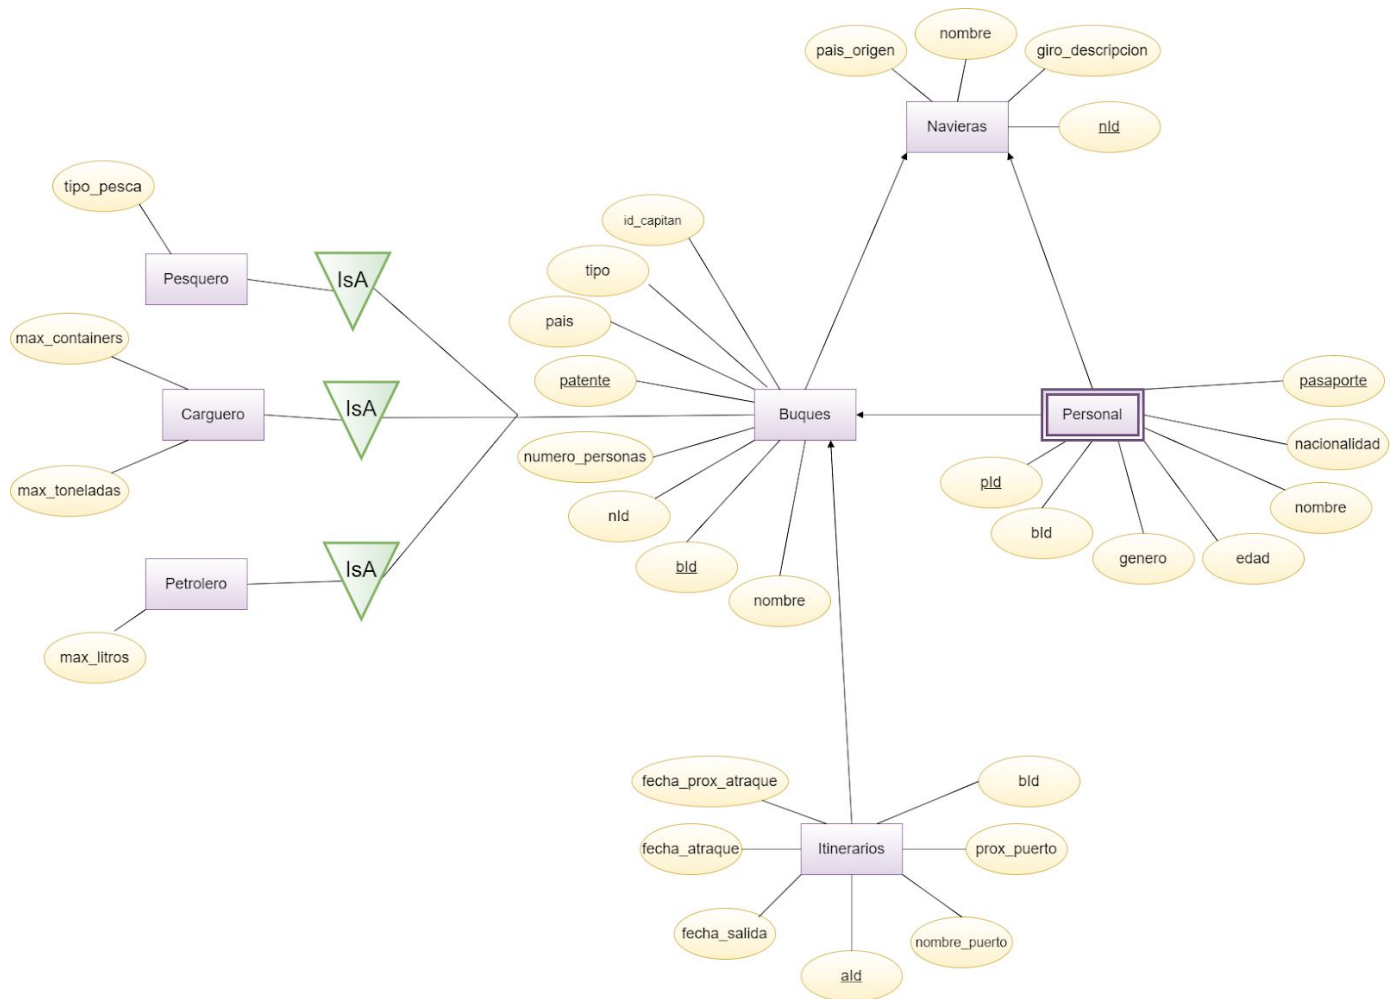 nombre
pais_origen
giro_descripcion
Navieras
nId
tipo_pesca
id_capitan
Pesquero
IsA
tipo
pais
max_containers
patente
pasaporte
Carguero
IsA
Buques
Personal
nacionalidad
numero_personas
max_toneladas
pId
nombre
nId
bId
genero
edad
bId
nombre
Petrolero
IsA
max_litros
fecha_prox_atraque
bId
fecha_atraque
Itinerarios
prox_puerto
fecha_salida
nombre_puerto
aId